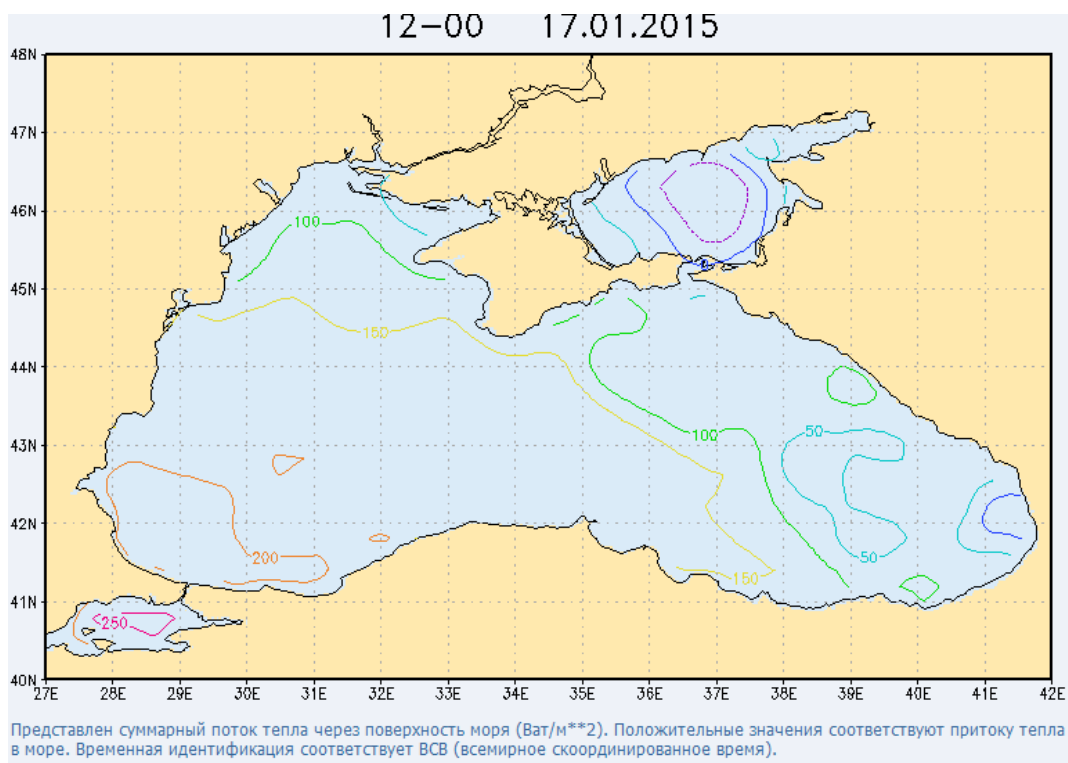 12-00 17.01.2015
48N
47N
46N
45N
44N
43N
42N
41N
40N
100
150
100
50
50
200
150
250
0
27E 28E 29E 30E 31E 32E 33E 34E 35E 36E 37E 38E 39E 40E 41E 42E
Представлен суммарный поток тепла через поверхность моря (Ват/м**2). Положительные значения соответствуют притоку тепла
в море. Временная идентификация соответствует ВСВ (всемирное скоординированное время).